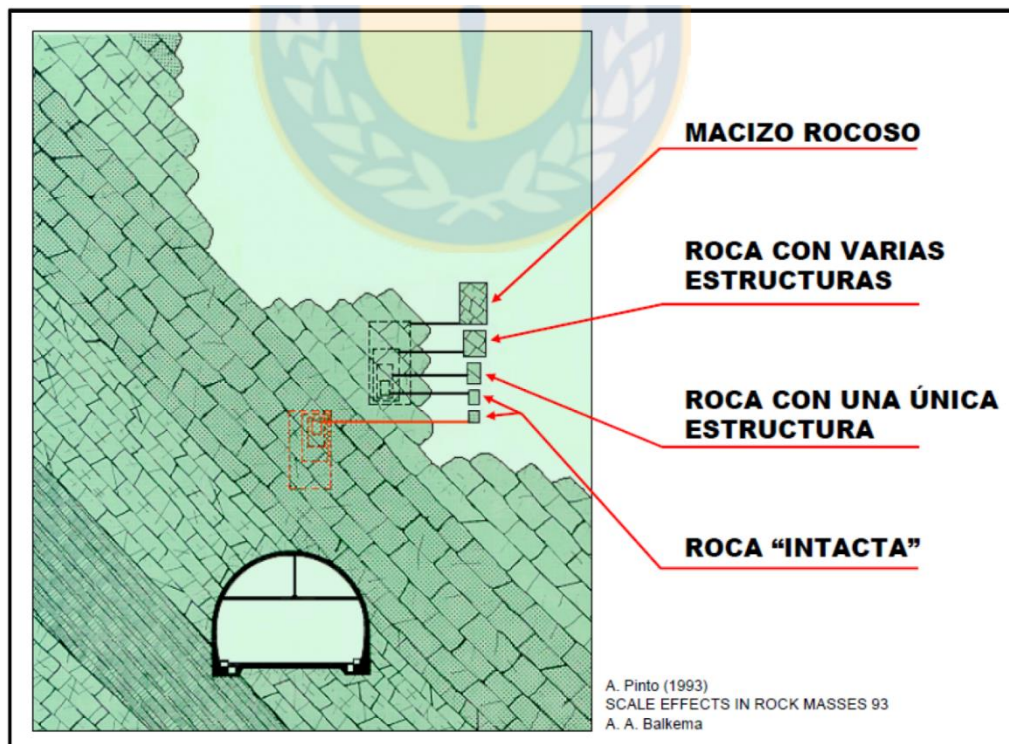 MACIZO ROCOSO
ROCA CON VARIAS
ESTRUCTURAS
ROCA CON UNA ÚNICA
ESTRUCTURA
ROCA “INTACTA”
A. Pinto (1993)
SCALE EFFECTS IN ROCK MASSES 93
A. A. Balkema